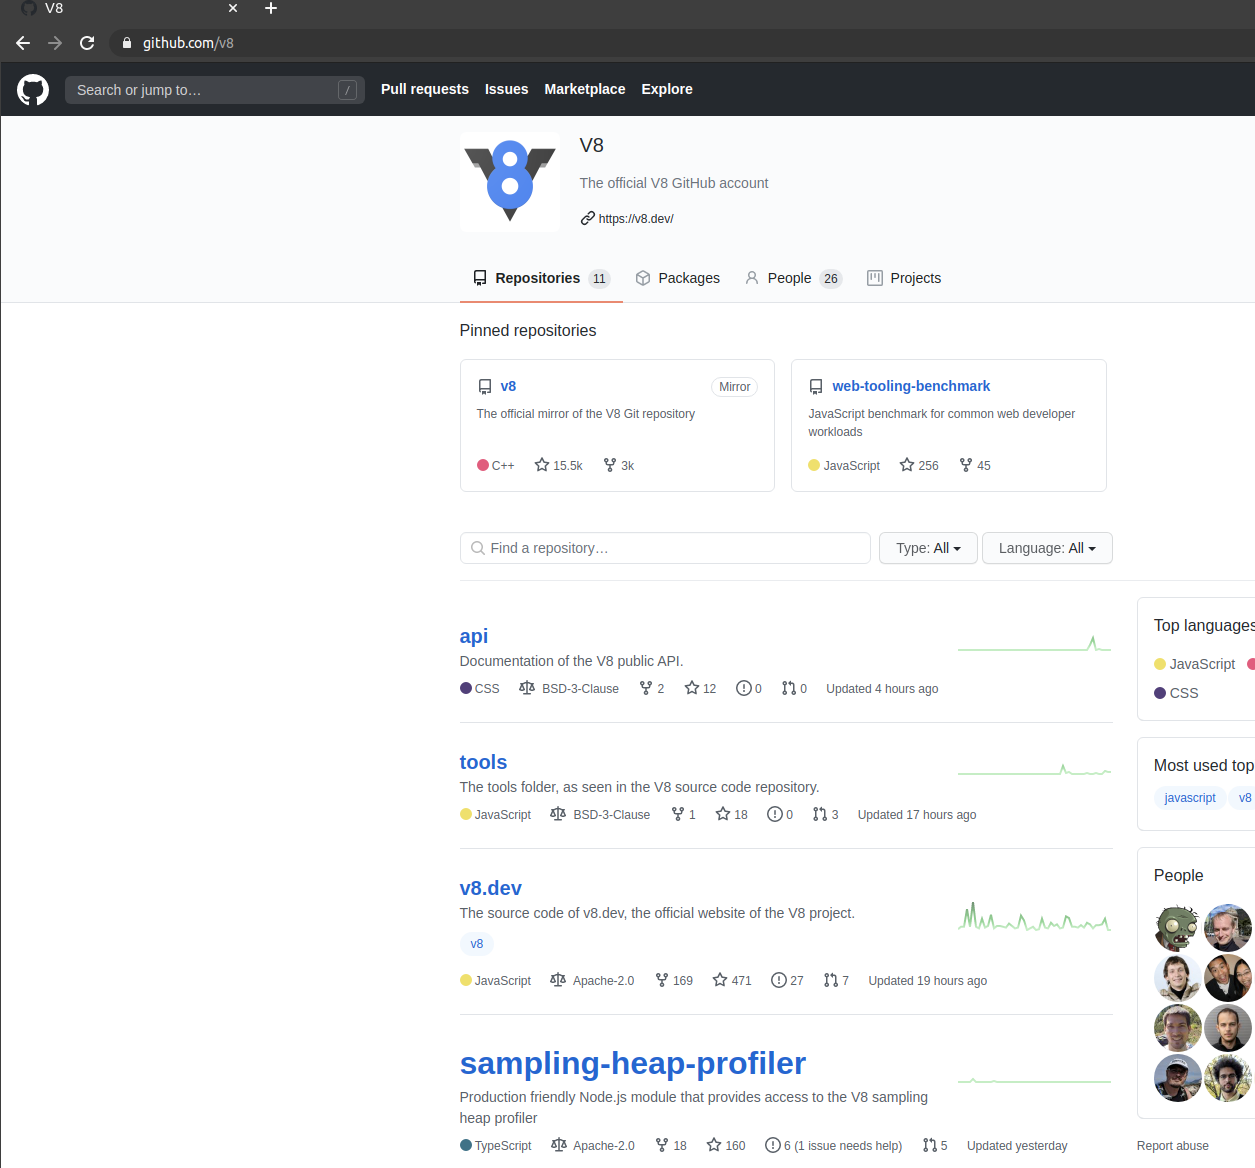 V8
github.com/v8
Search or jump to… / Pull requests Issues Marketplace Explore
V8
The official V8 GitHub account
https://v8.dev/
Repositories 11 Packages People 26 Projects
Pinned repositories
v8 Mirror
The official mirror of the V8 Git repository
C++ 15.5k 3k
web-tooling-benchmark
JavaScript benchmark for common web developer
workloads
JavaScript 256 45
Find a repository… Type: All Language: All
api
Documentation of the V8 public API.
CSS BSD-3-Clause 2 12 0 0 Updated 4 hours ago
tools
The tools folder, as seen in the V8 source code repository.
JavaScript BSD-3-Clause 1 18 0 3 Updated 17 hours ago
v8.dev
The source code of v8.dev, the official website of the V8 project.
v8
JavaScript Apache-2.0 169 471 27 7 Updated 19 hours ago
sampling-heap-profiler
Production friendly Node.js module that provides access to the V8 sampling
heap profiler
TypeScript Apache-2.0 18 160 6 (1 issue needs help) 5 Updated yesterday
Top languages
JavaScript
CSS
Most used top
javascript v8
People
Report abuse